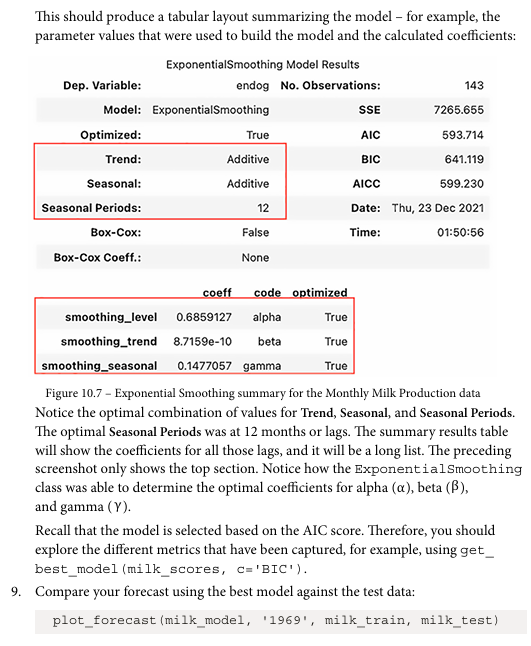 This should produce a tabular layout summarizing the model – for example, the
parameter values that were used to build the model and the calculated coefficients:
ExponentialSmoothing Model Results
Dep. Variable: endog No. Observations: 143
Model: ExponentialSmoothing SSE 7265.655
Optimized: True AIC 593.714
Trend: Additive BIC 641.119
Seasonal: Additive AICC 599.230
Seasonal Periods: 12 Date: Thu, 23 Dec 2021
Box-Cox: False Time: 01:50:56
Box-Cox Coeff.: None
coeff code optimized
smoothing_level 0.6859127 alpha True
smoothing_trend 8.7159e-10 beta True
smoothing_seasonal 0.1477057 gamma True
Figure 10.7 – Exponential Smoothing summary for the Monthly Milk Production data
Notice the optimal combination of values for Trend, Seasonal, and Seasonal Periods.
The optimal Seasonal Periods was at 12 months or lags. The summary results table
will show the coefficients for all those lags, and it will be a long list. The preceding
screenshot only shows the top section. Notice how the ExponentialSmoothing
class was able to determine the optimal coefficients for alpha (α), beta (β),
and gamma (γ).
Recall that the model is selected based on the AIC score. Therefore, you should
explore the different metrics that have been captured, for example, using get_
best_model(milk_scores, c='BIC').
9. Compare your forecast using the best model against the test data:
plot_forecast(milk_model, '1969', milk_train, milk_test)